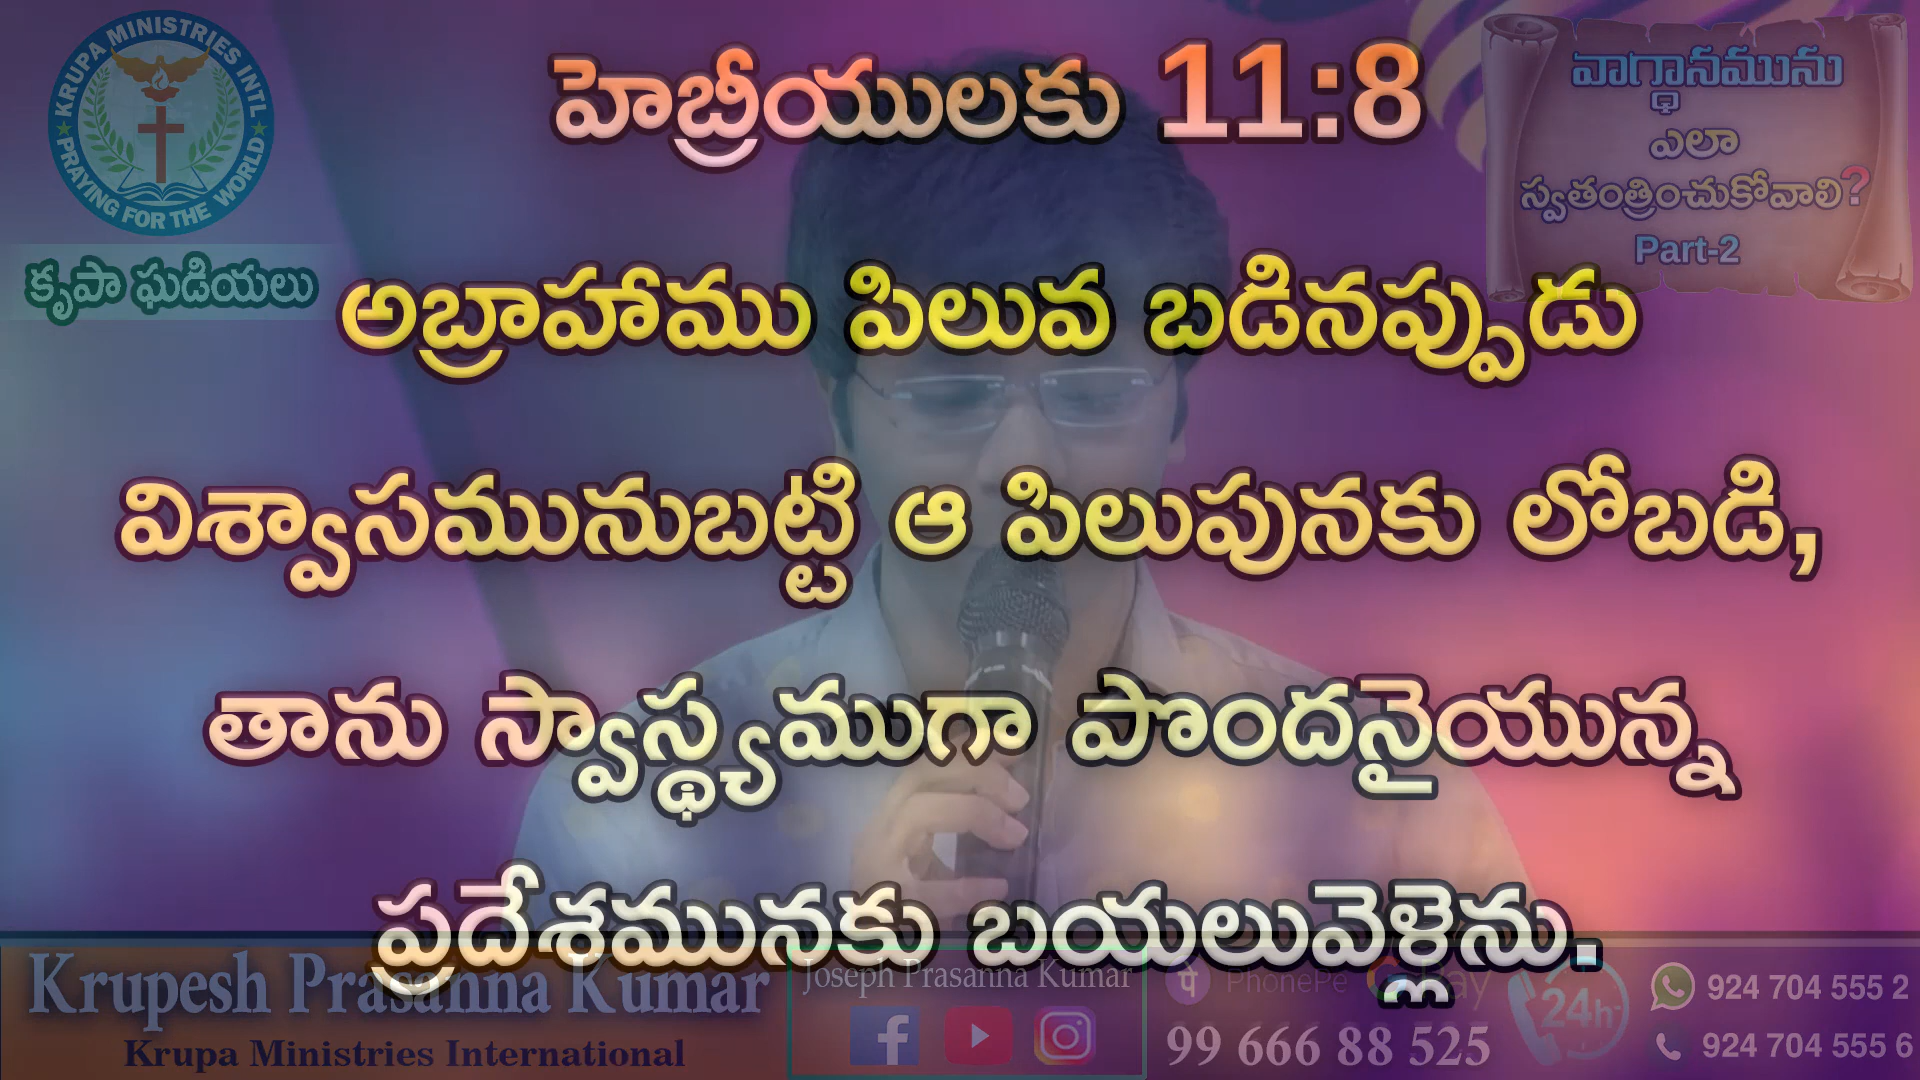 KRUPA MINISTRIES INTL
PRAYING FOR THE WORLD
కృపా ఘడియలు
హెబ్రీయులకు 11:8
వాగ్ధానమును
ఎలా
స్వతంత్రించుకోవాలి?
Part-2
అబ్రాహాము పిలువ బడినప్పుడు
విశ్వాసమునుబట్టి ఆ పిలుపునకు లోబడి,
తాను స్వాస్థ్యముగా పొందనైయున్న
ప్రదేశమునకు బయలువెళ్లెను.
Krupesh Prasanna Kumar
Krupa Ministries International
Joseph Prasanna Kumar
PhonePe
99 666 88 525
24h
924 704 555 2
924 704 555 6